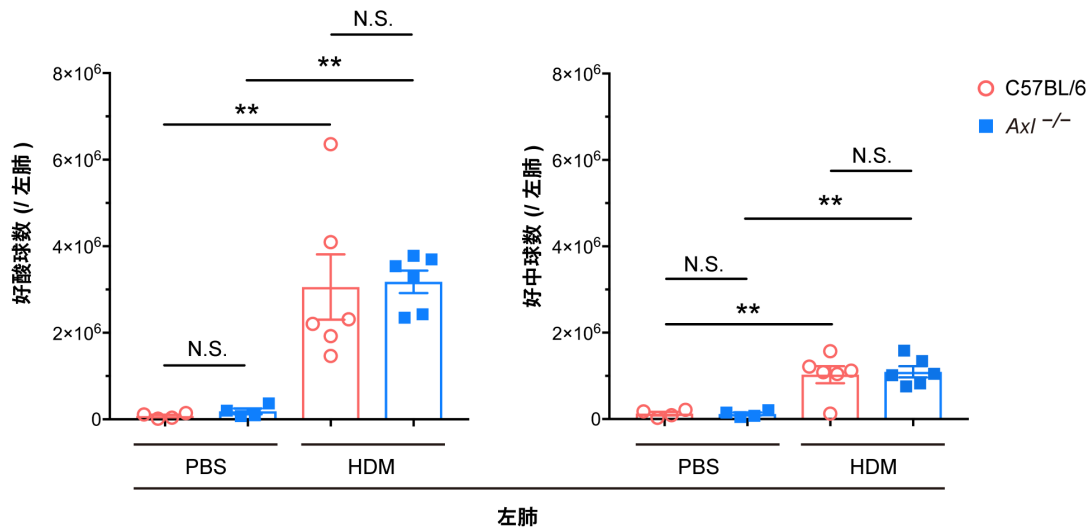 N.S.
**
**
N.S.
8×10⁶
6×10⁶
4×10⁶
2×10⁶
0
好酸球数 (/ 左肺 )
PBS
HDM
N.S.
**
N.S.
**
8×10⁶
6×10⁶
4×10⁶
2×10⁶
0
好中球数 (/ 左肺 )
PBS
HDM
左肺
C57BL/6
Axl −/−